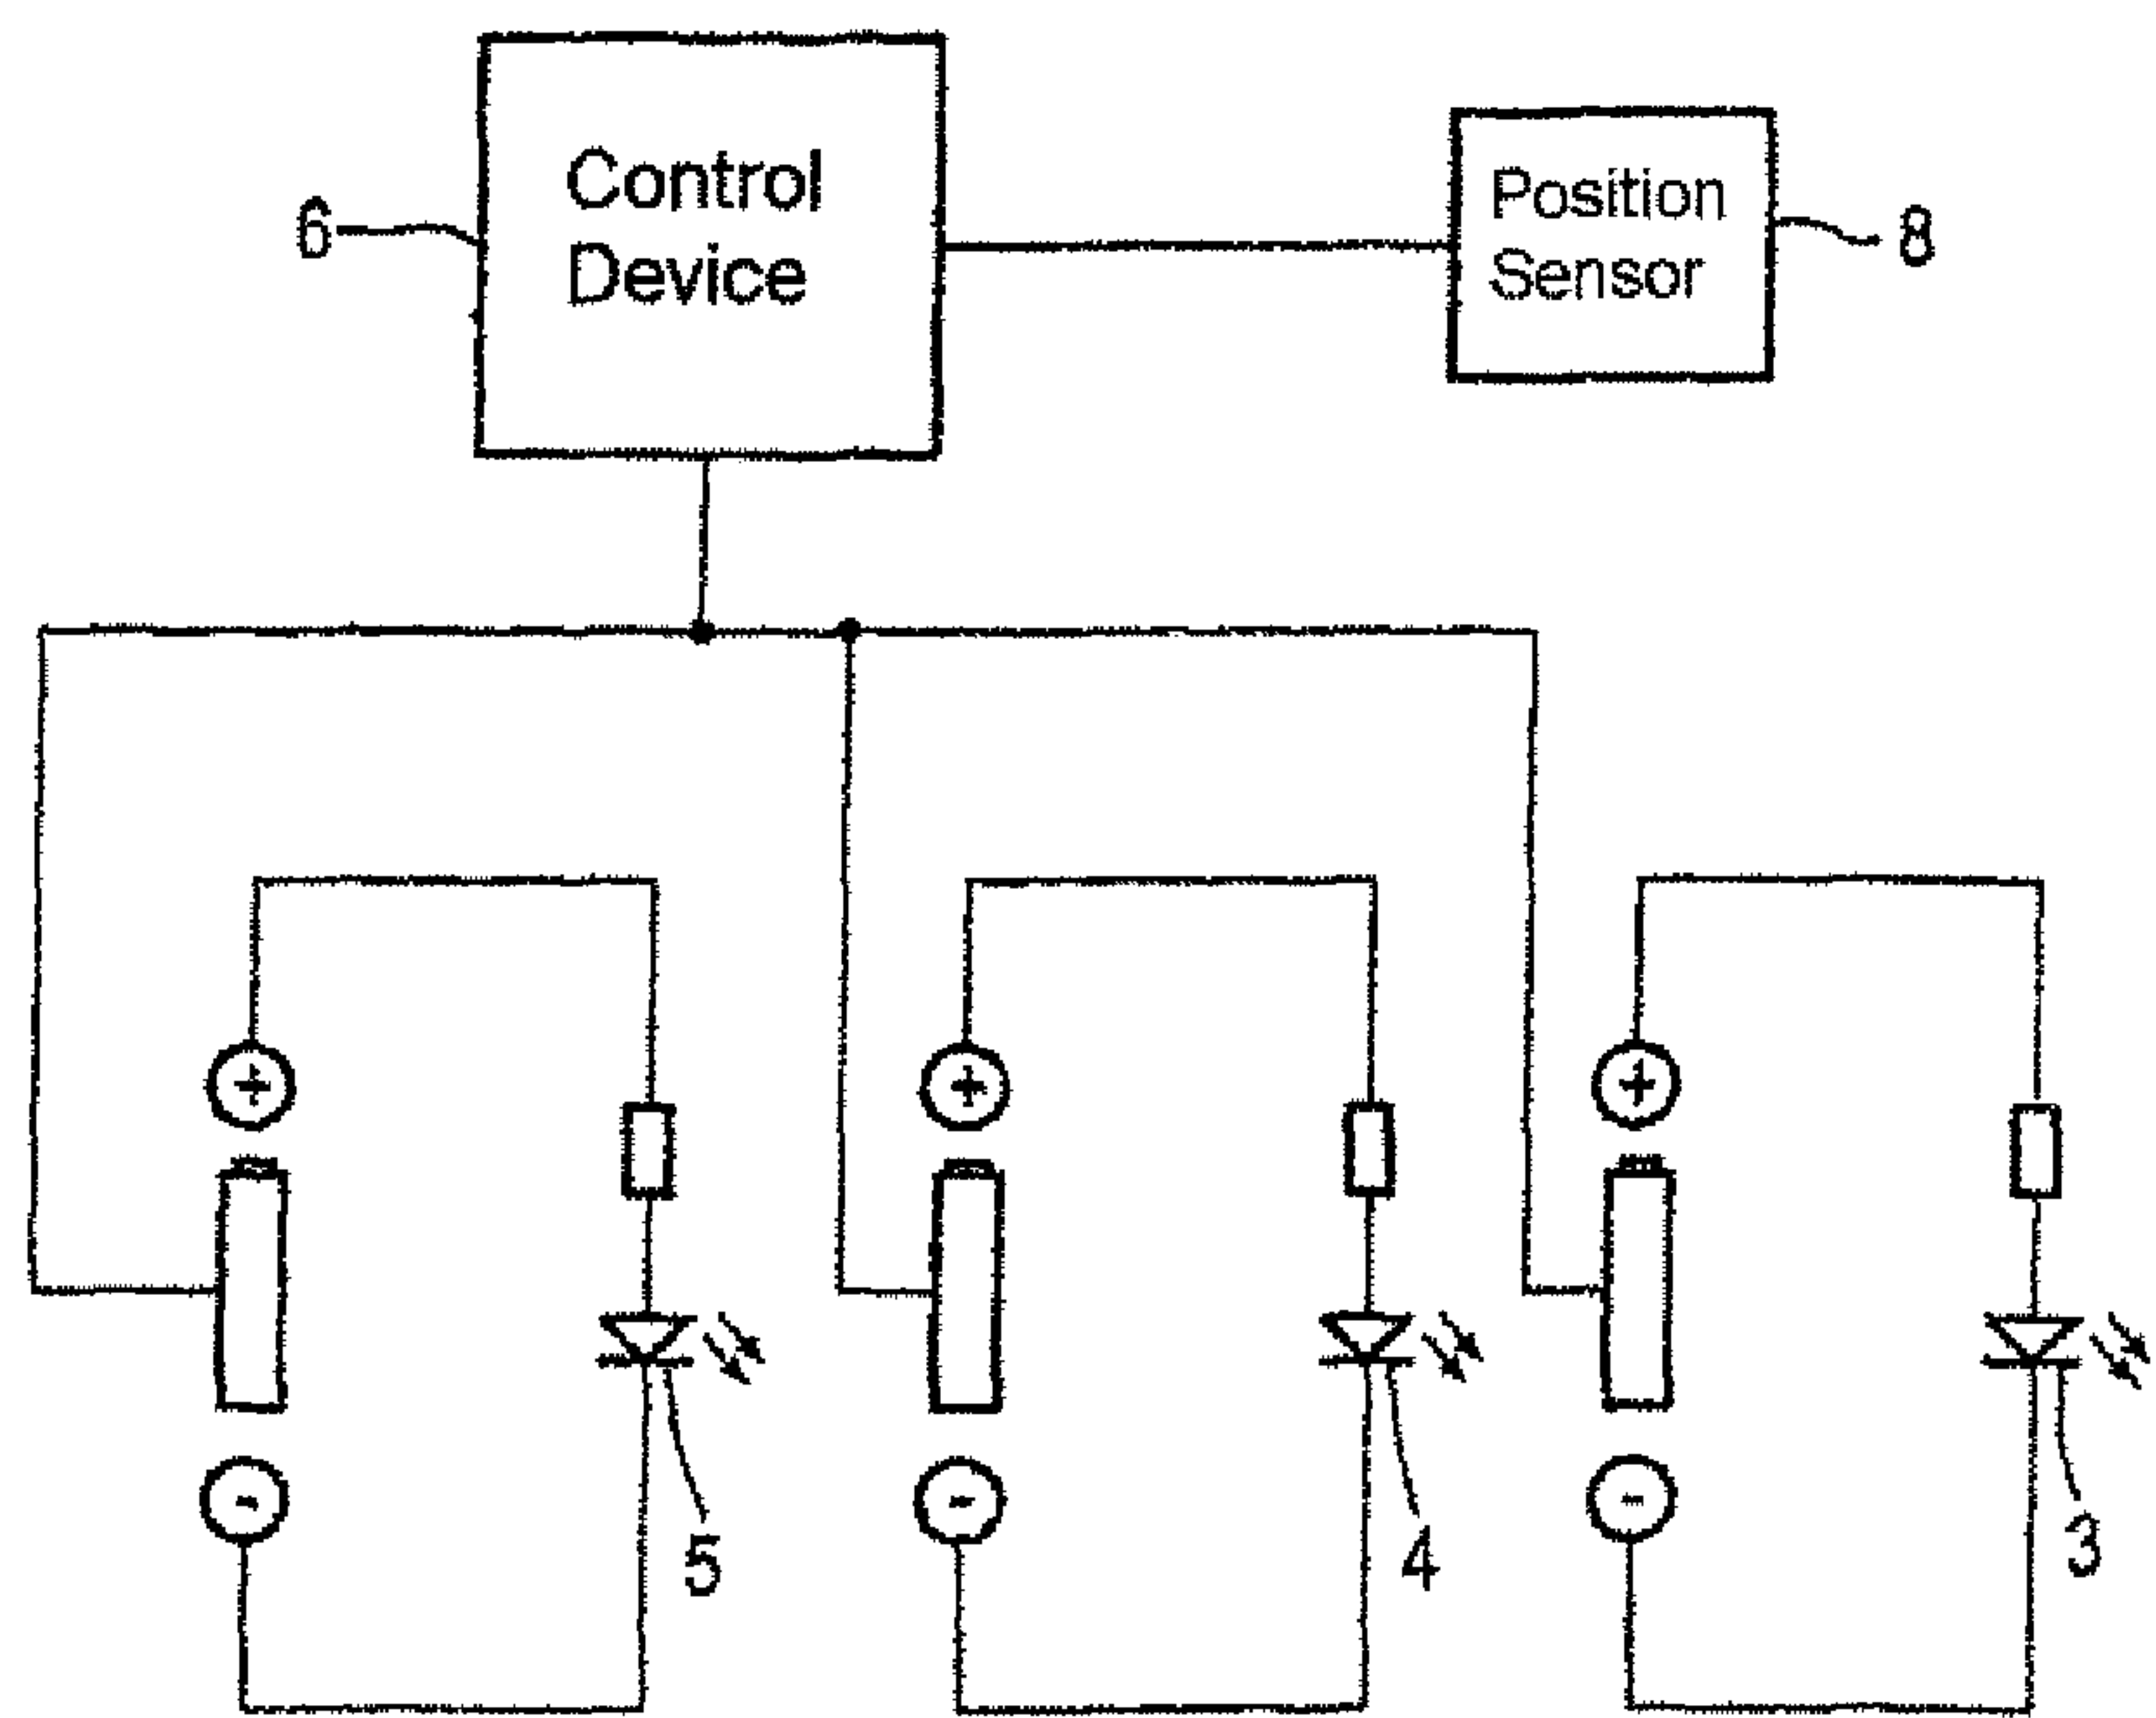 Control
Device
6
Position
Sensor
8
+
+
+
-
-
-
5
4
3